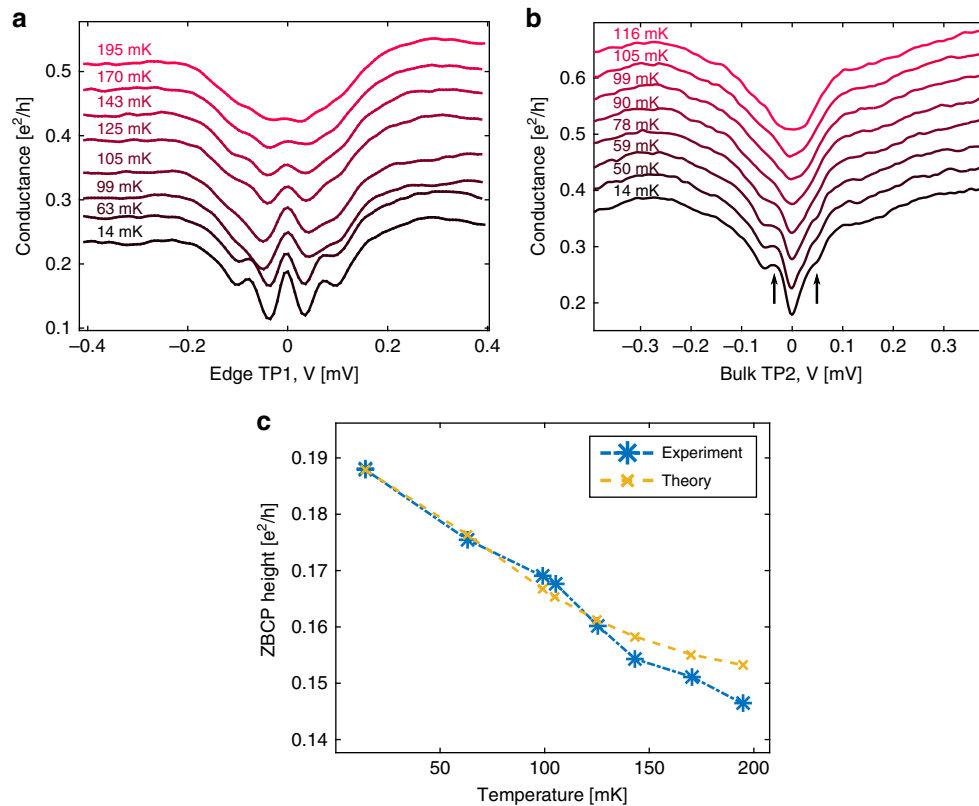 a
195 mK
170 mK
143 mK
125 mK
105 mK
99 mK
63 mK
14 mK
0.5
0.4
0.3
0.2
0.1
Conductance [e²/h]
−0.4 −0.2 0 0.2 0.4
Edge TP1, V [mV]
b
116 mK
105 mK
99 mK
90 mK
78 mK
59 mK
50 mK
14 mK
0.6
0.5
0.4
0.3
0.2
Conductance [e²/h]
−0.3 −0.2 −0.1 0 0.1 0.2 0.3
Bulk TP2, V [mV]
c
Experiment
Theory
0.19
0.18
0.17
0.16
0.15
0.14
ZBCP height [e²/h]
50 100 150 200
Temperature [mK]